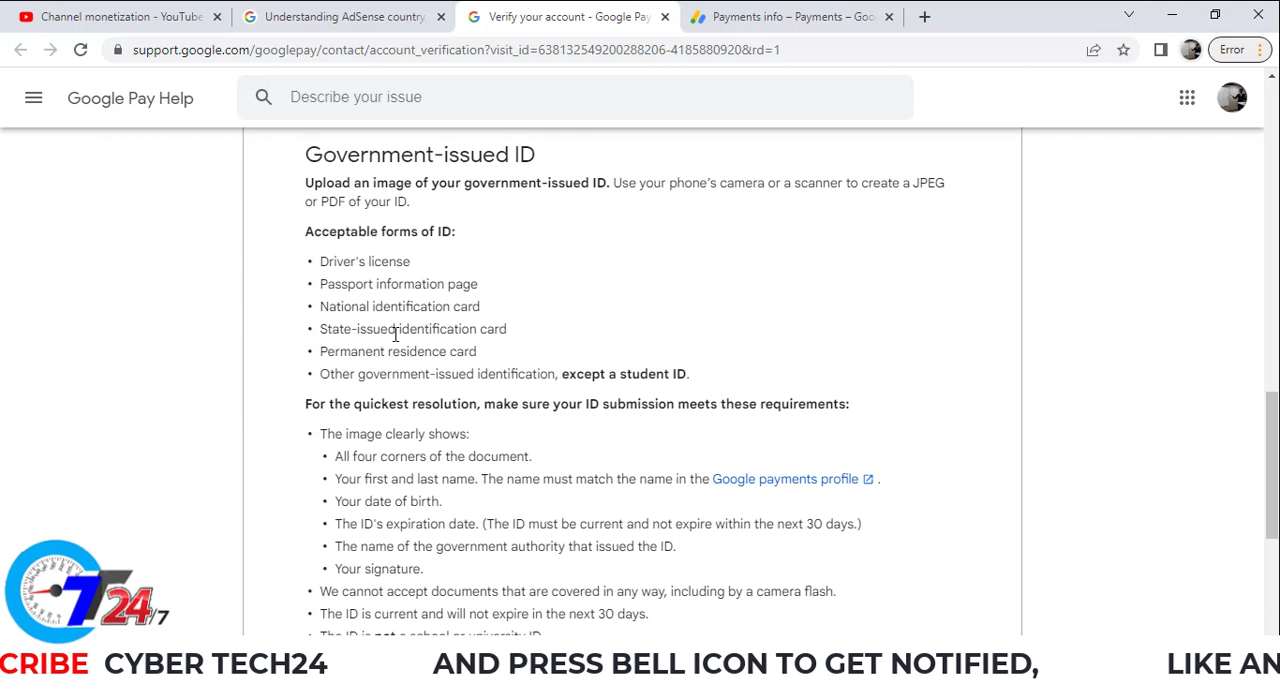 Channel monetization - YouTube
Understanding AdSense country
Verify your account - Google Pay
Payments info – Payments – Goo
support.google.com/googlepay/contact/account_verification?visit_id=638132549200288206-4185880920&rd=1
Error
Google Pay Help
Describe your issue
Government-issued ID
Upload an image of your government-issued ID. Use your phone's camera or a scanner to create a JPEG
or PDF of your ID.
Acceptable forms of ID:
• Driver's license
• Passport information page
• National identification card
• State-issued identification card
• Permanent residence card
• Other government-issued identification, except a student ID.
For the quickest resolution, make sure your ID submission meets these requirements:
• The image clearly shows:
• All four corners of the document.
• Your first and last name. The name must match the name in the Google payments profile .
• Your date of birth.
• The ID's expiration date. (The ID must be current and not expire within the next 30 days.)
• The name of the government authority that issued the ID.
• Your signature.
• We cannot accept documents that are covered in any way, including by a camera flash.
• The ID is current and will not expire in the next 30 days.
• The ID is not a school or university ID.
CT24/7
CRIBE CYBER TECH24 AND PRESS BELL ICON TO GET NOTIFIED, LIKE AN